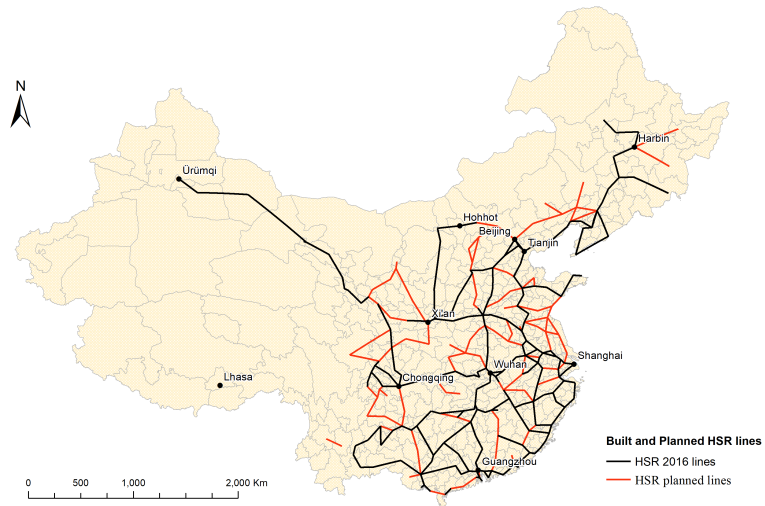 N
Harbin
Ürümqi
Hohhot
Beijing
Tianjin
Xi'an
Shanghai
Wuhan
Lhasa
Chongqing
Built and Planned HSR lines
Guangzhou
HSR 2016 lines
HSR planned lines
0 500 1,000 2,000 Km